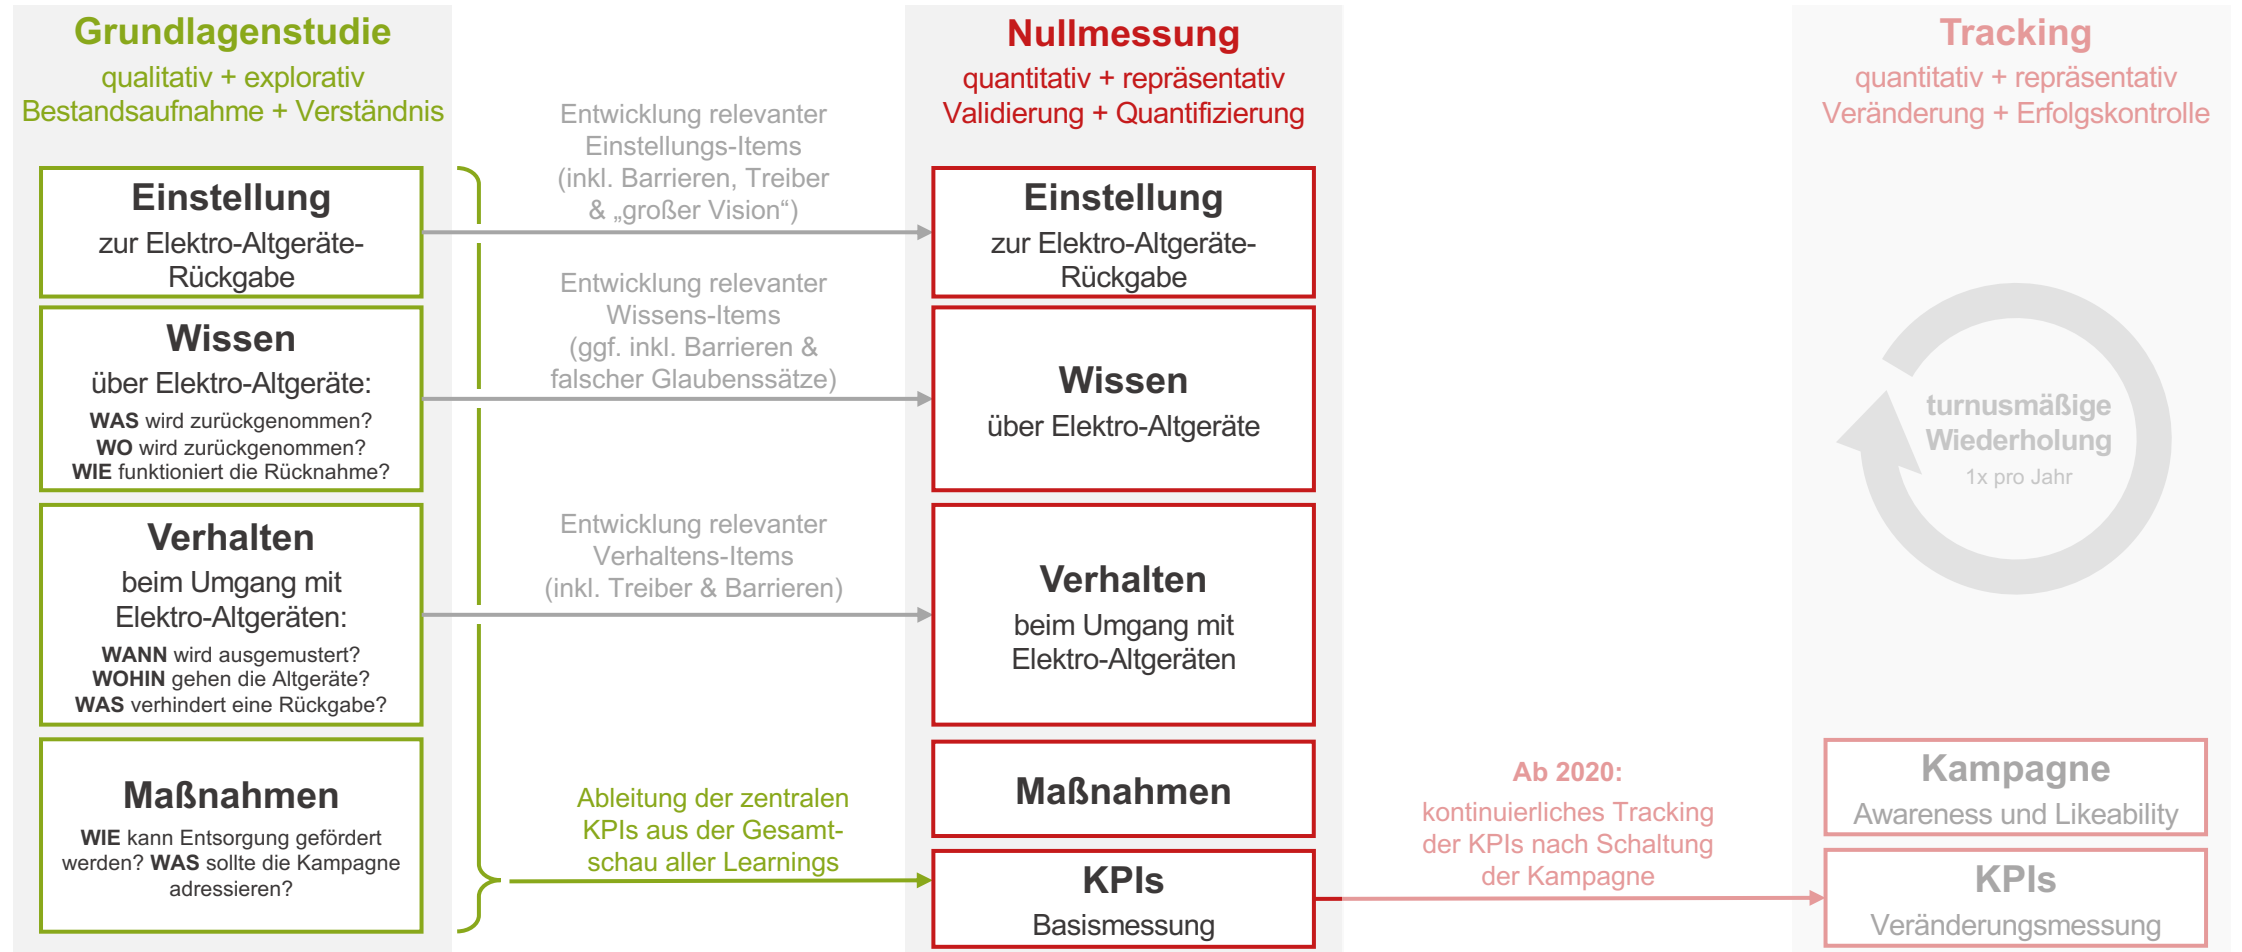 Grundlagenstudie
qualitativ + explorativ
Bestandsaufnahme + Verständnis
Einstellung
zur Elektro-Altgeräte-
Rückgabe
Wissen
über Elektro-Altgeräte:
WAS wird zurückgenommen?
WO wird zurückgenommen?
WIE funktioniert die Rücknahme?
Verhalten
beim Umgang mit
Elektro-Altgeräten:
WANN wird ausgemustert?
WOHIN gehen die Altgeräte?
WAS verhindert eine Rückgabe?
Maßnahmen
WIE kann Entsorgung gefördert
werden? WAS sollte die Kampagne
adressieren?
Entwicklung relevanter
Einstellungs-Items
(inkl. Barrieren, Treiber
& „großer Vision“)
Entwicklung relevanter
Wissens-Items
(ggf. inkl. Barrieren &
falscher Glaubenssätze)
Entwicklung relevanter
Verhaltens-Items
(inkl. Treiber & Barrieren)
Ableitung der zentralen
KPIs aus der Gesamt-
schau aller Learnings
Nullmessung
quantitativ + repräsentativ
Validierung + Quantifizierung
Einstellung
zur Elektro-Altgeräte-
Rückgabe
Wissen
über Elektro-Altgeräte
Verhalten
beim Umgang mit
Elektro-Altgeräten
Maßnahmen
KPIs
Basismessung
Ab 2020:
kontinuierliches Tracking
der KPIs nach Schaltung
der Kampagne
Tracking
quantitativ + repräsentativ
Veränderung + Erfolgskontrolle
turnusmäßige
Wiederholung
1x pro Jahr
Kampagne
Awareness und Likeability
KPIs
Veränderungsmessung